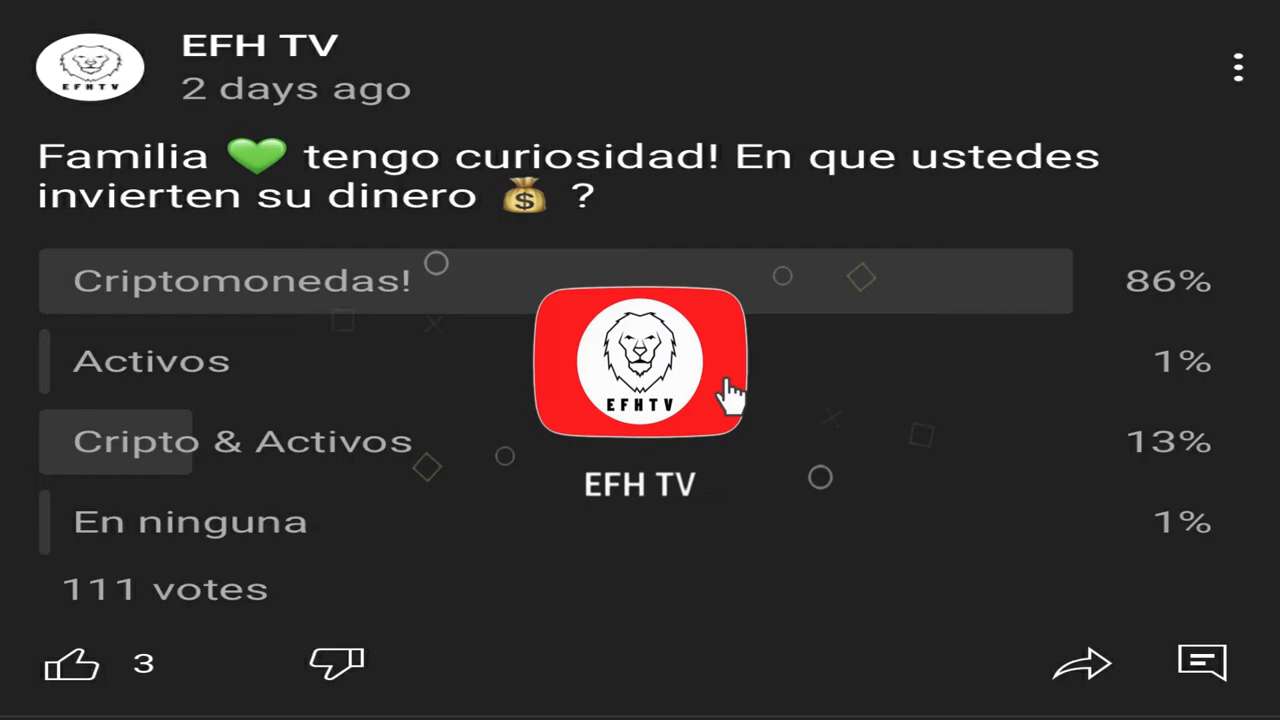 EFHTV
EFH TV
2 days ago
Familia 💚 tengo curiosidad! En que ustedes
invierten su dinero 💰 ?
Criptomonedas! 86%
Activos 1%
Cripto & Activos 13%
En ninguna 1%
111 votes
3
EFHTV
EFH TV